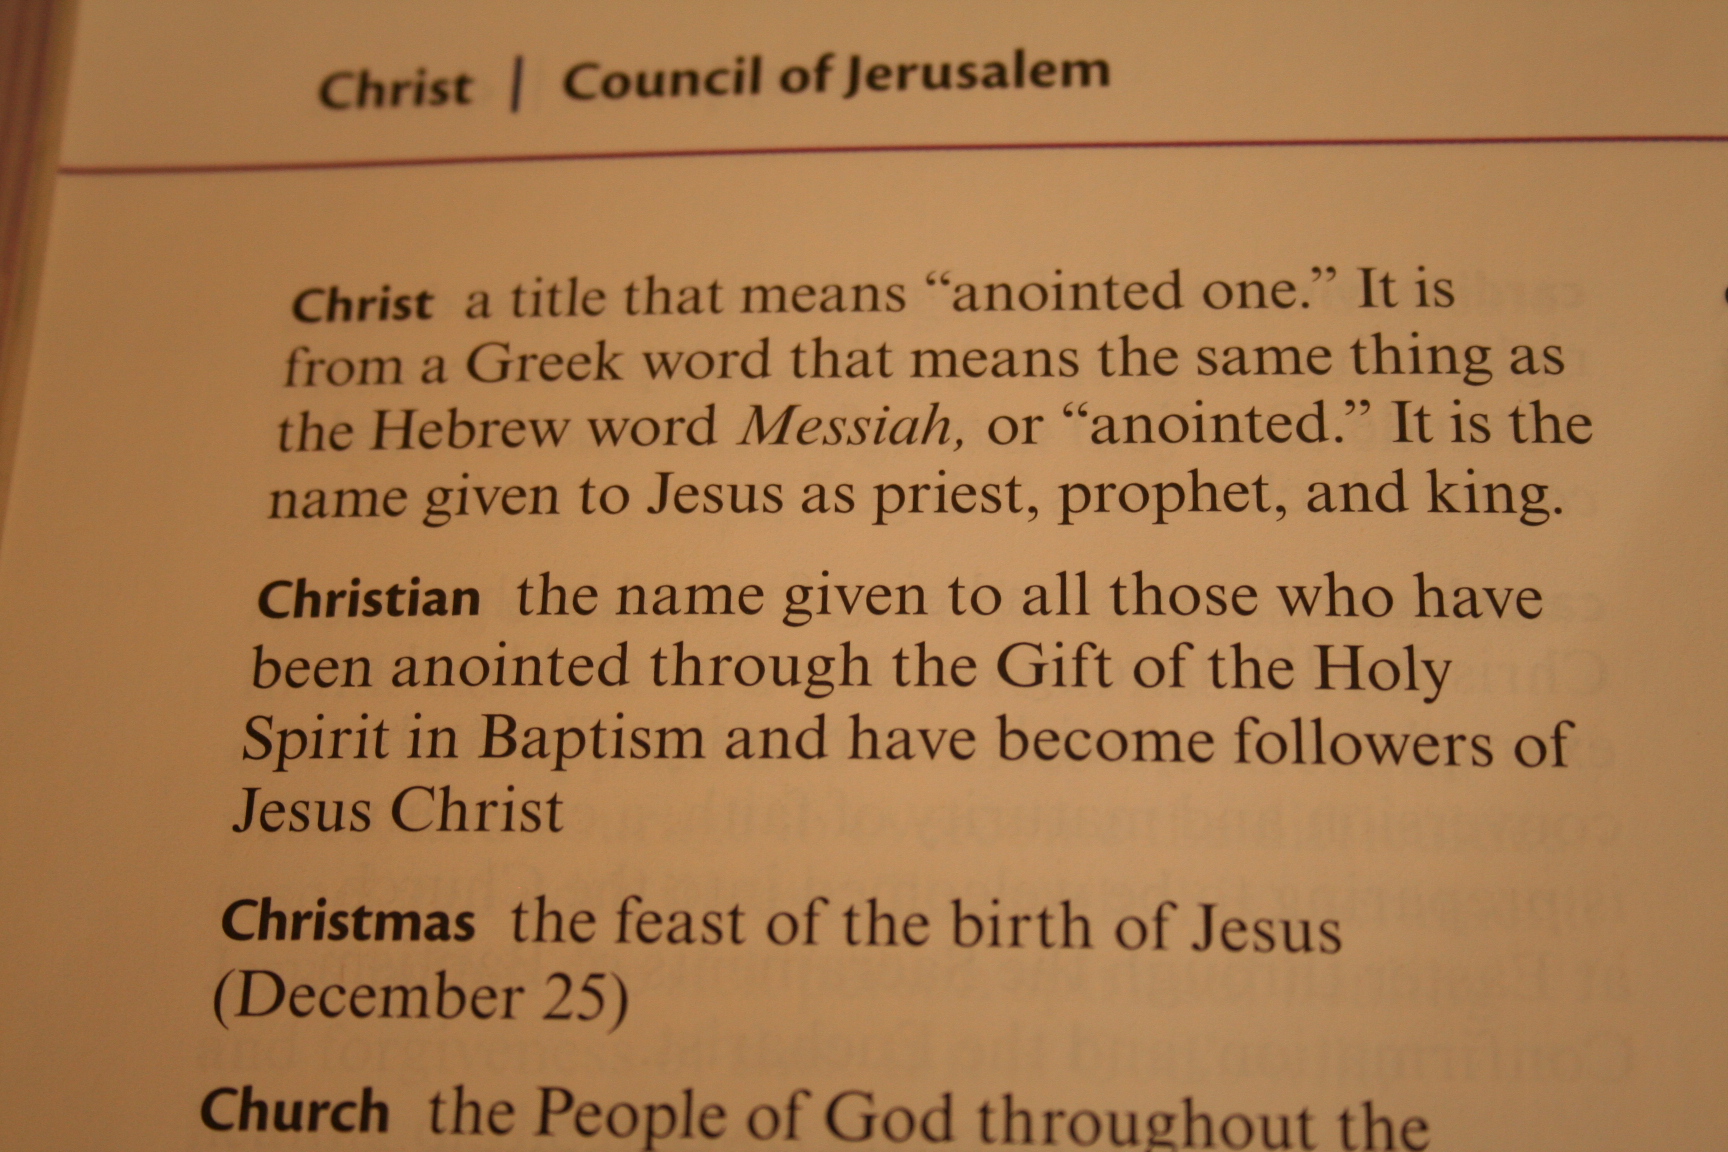 Christ | Council of Jerusalem
Christ a title that means “anointed one.” It is
from a Greek word that means the same thing as
the Hebrew word Messiah, or “anointed.” It is the
name given to Jesus as priest, prophet, and king.
Christian the name given to all those who have
been anointed through the Gift of the Holy
Spirit in Baptism and have become followers of
Jesus Christ
Christmas the feast of the birth of Jesus
(December 25)
Church the People of God throughout the